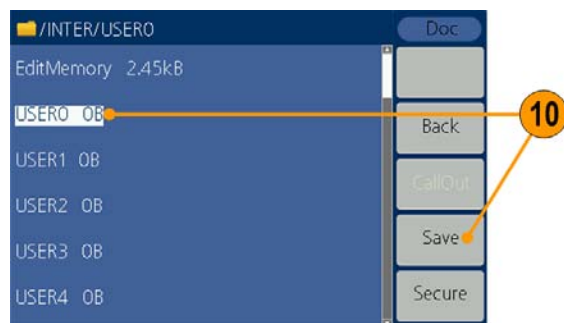 /INTER/USER0
Doc
EditMemory 2.45kB
USER0 0B
10
Back
USER1 0B
CallOut
USER2 0B
Save
USER3 0B
USER4 0B
Secure